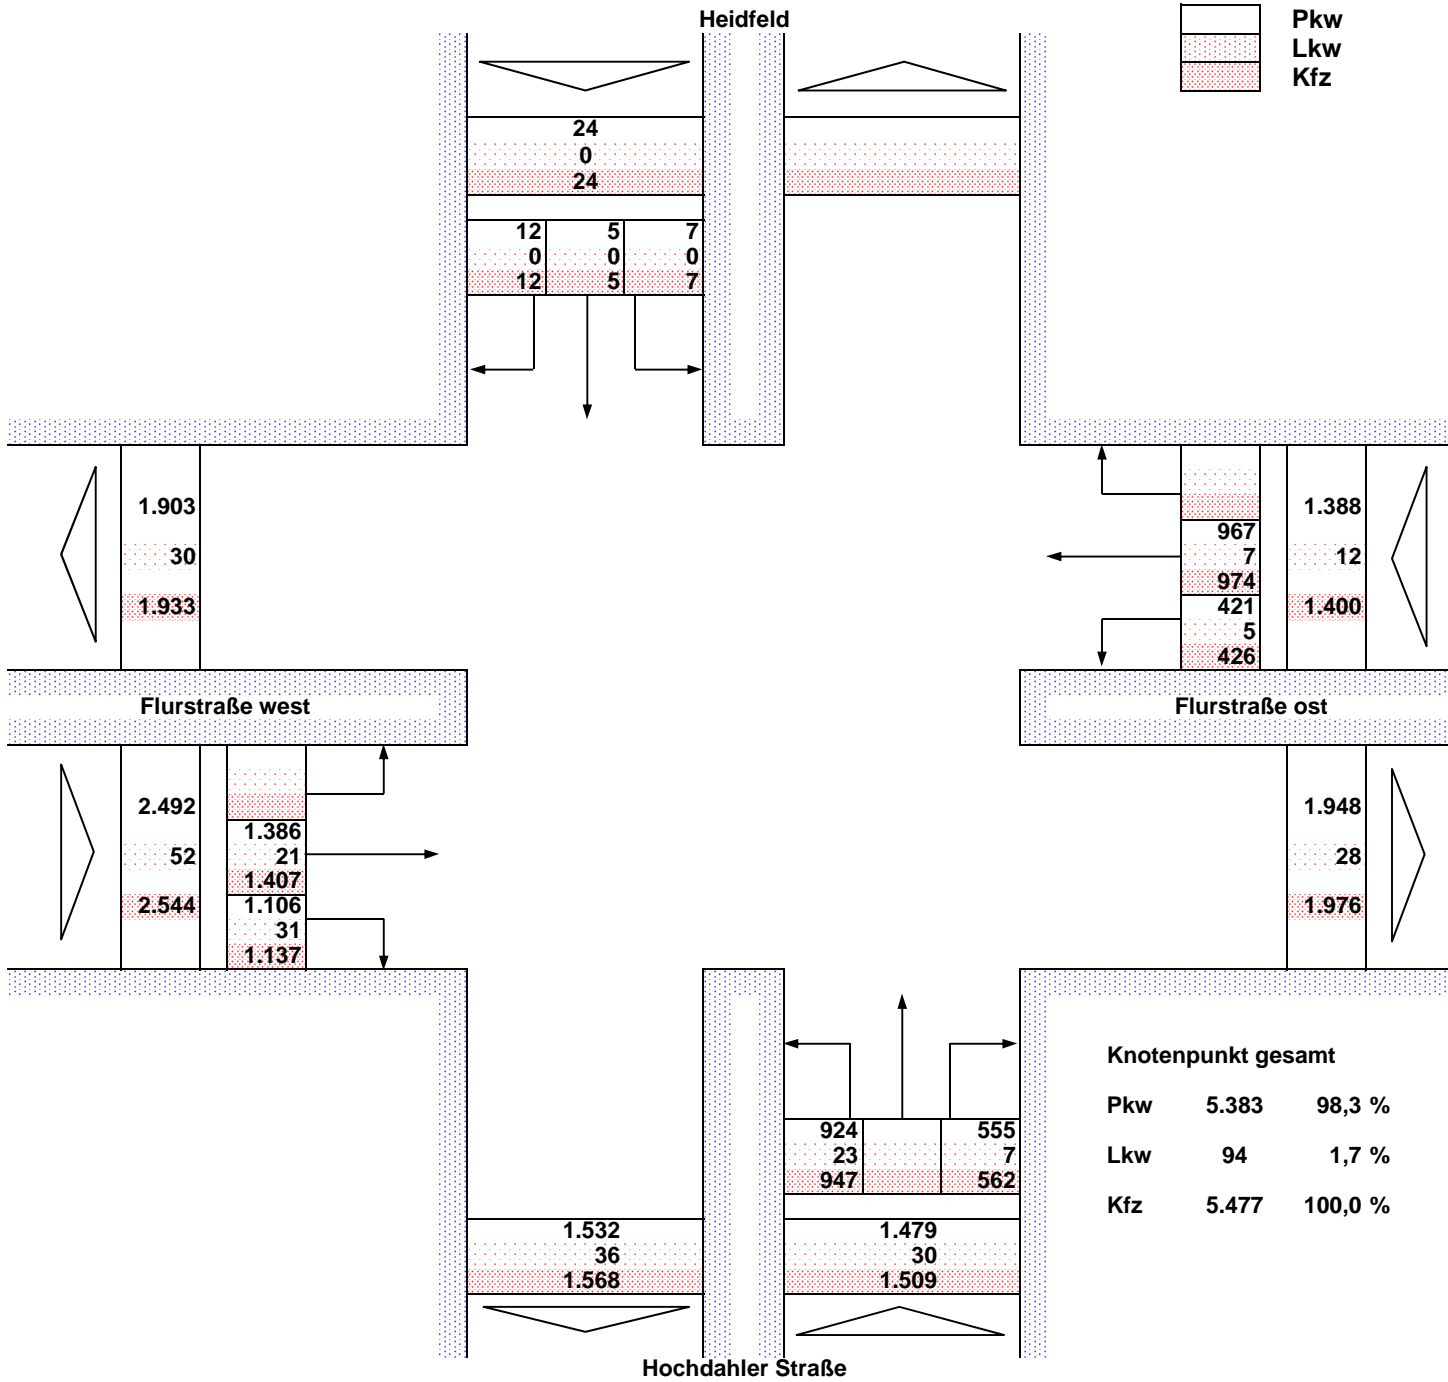 Heidfeld
Pkw
Lkw
Kfz
24
0
24
12 5 7
0 0 0
12 5 7
1.903
30
1.933
967
7
974
421
5
426
1.388
12
1.400
Flurstraße west
Flurstraße ost
2.492
52
2.544
1.386
21
1.407
1.106
31
1.137
1.948
28
1.976
924 555
23 7
947 562
1.532
36
1.568
1.479
30
1.509
Knotenpunkt gesamt
Pkw 5.383 98,3 %
Lkw 94 1,7 %
Kfz 5.477 100,0 %
Hochdahler Straße